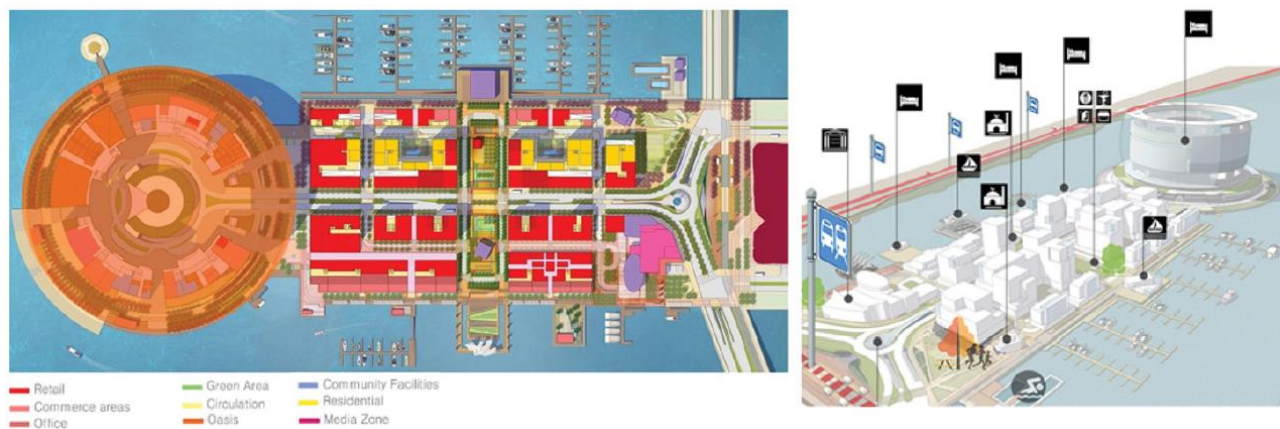 Retail
Commerce areas
Office
Green Area
Circulation
Oasis
Community Facilities
Residential
Media Zone